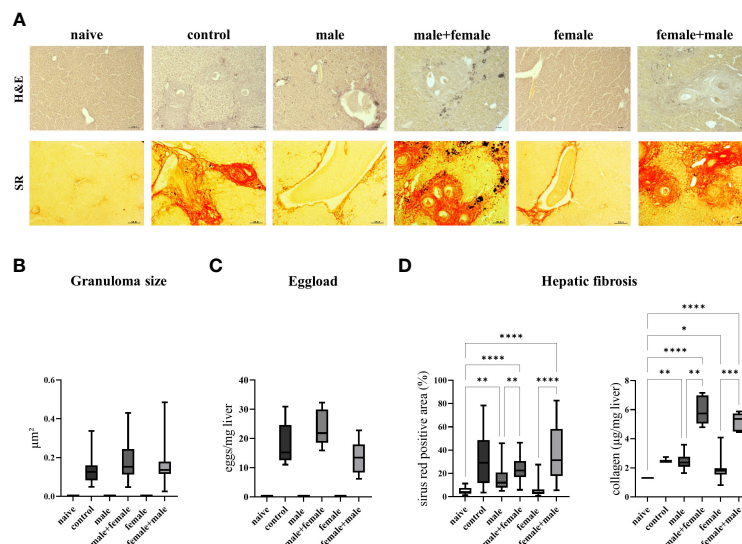 A
naive control male male+female female female+male
H&E
SR
B Granuloma size
C Eggload
D Hepatic fibrosis
µm²
0.6
0.4
0.2
0.0
naive control male male+female female female+male
eggs/mg liver
40
30
20
10
0
naive control male male+female female female+male
sirus red positive area (%)
100
80
60
40
20
0
****
****
** ** ****
naive control male male+female female female+male
collagen (µg/mg liver)
8
6
4
2
0
****
*
****
** ** ***
naive control male male+female female female+male